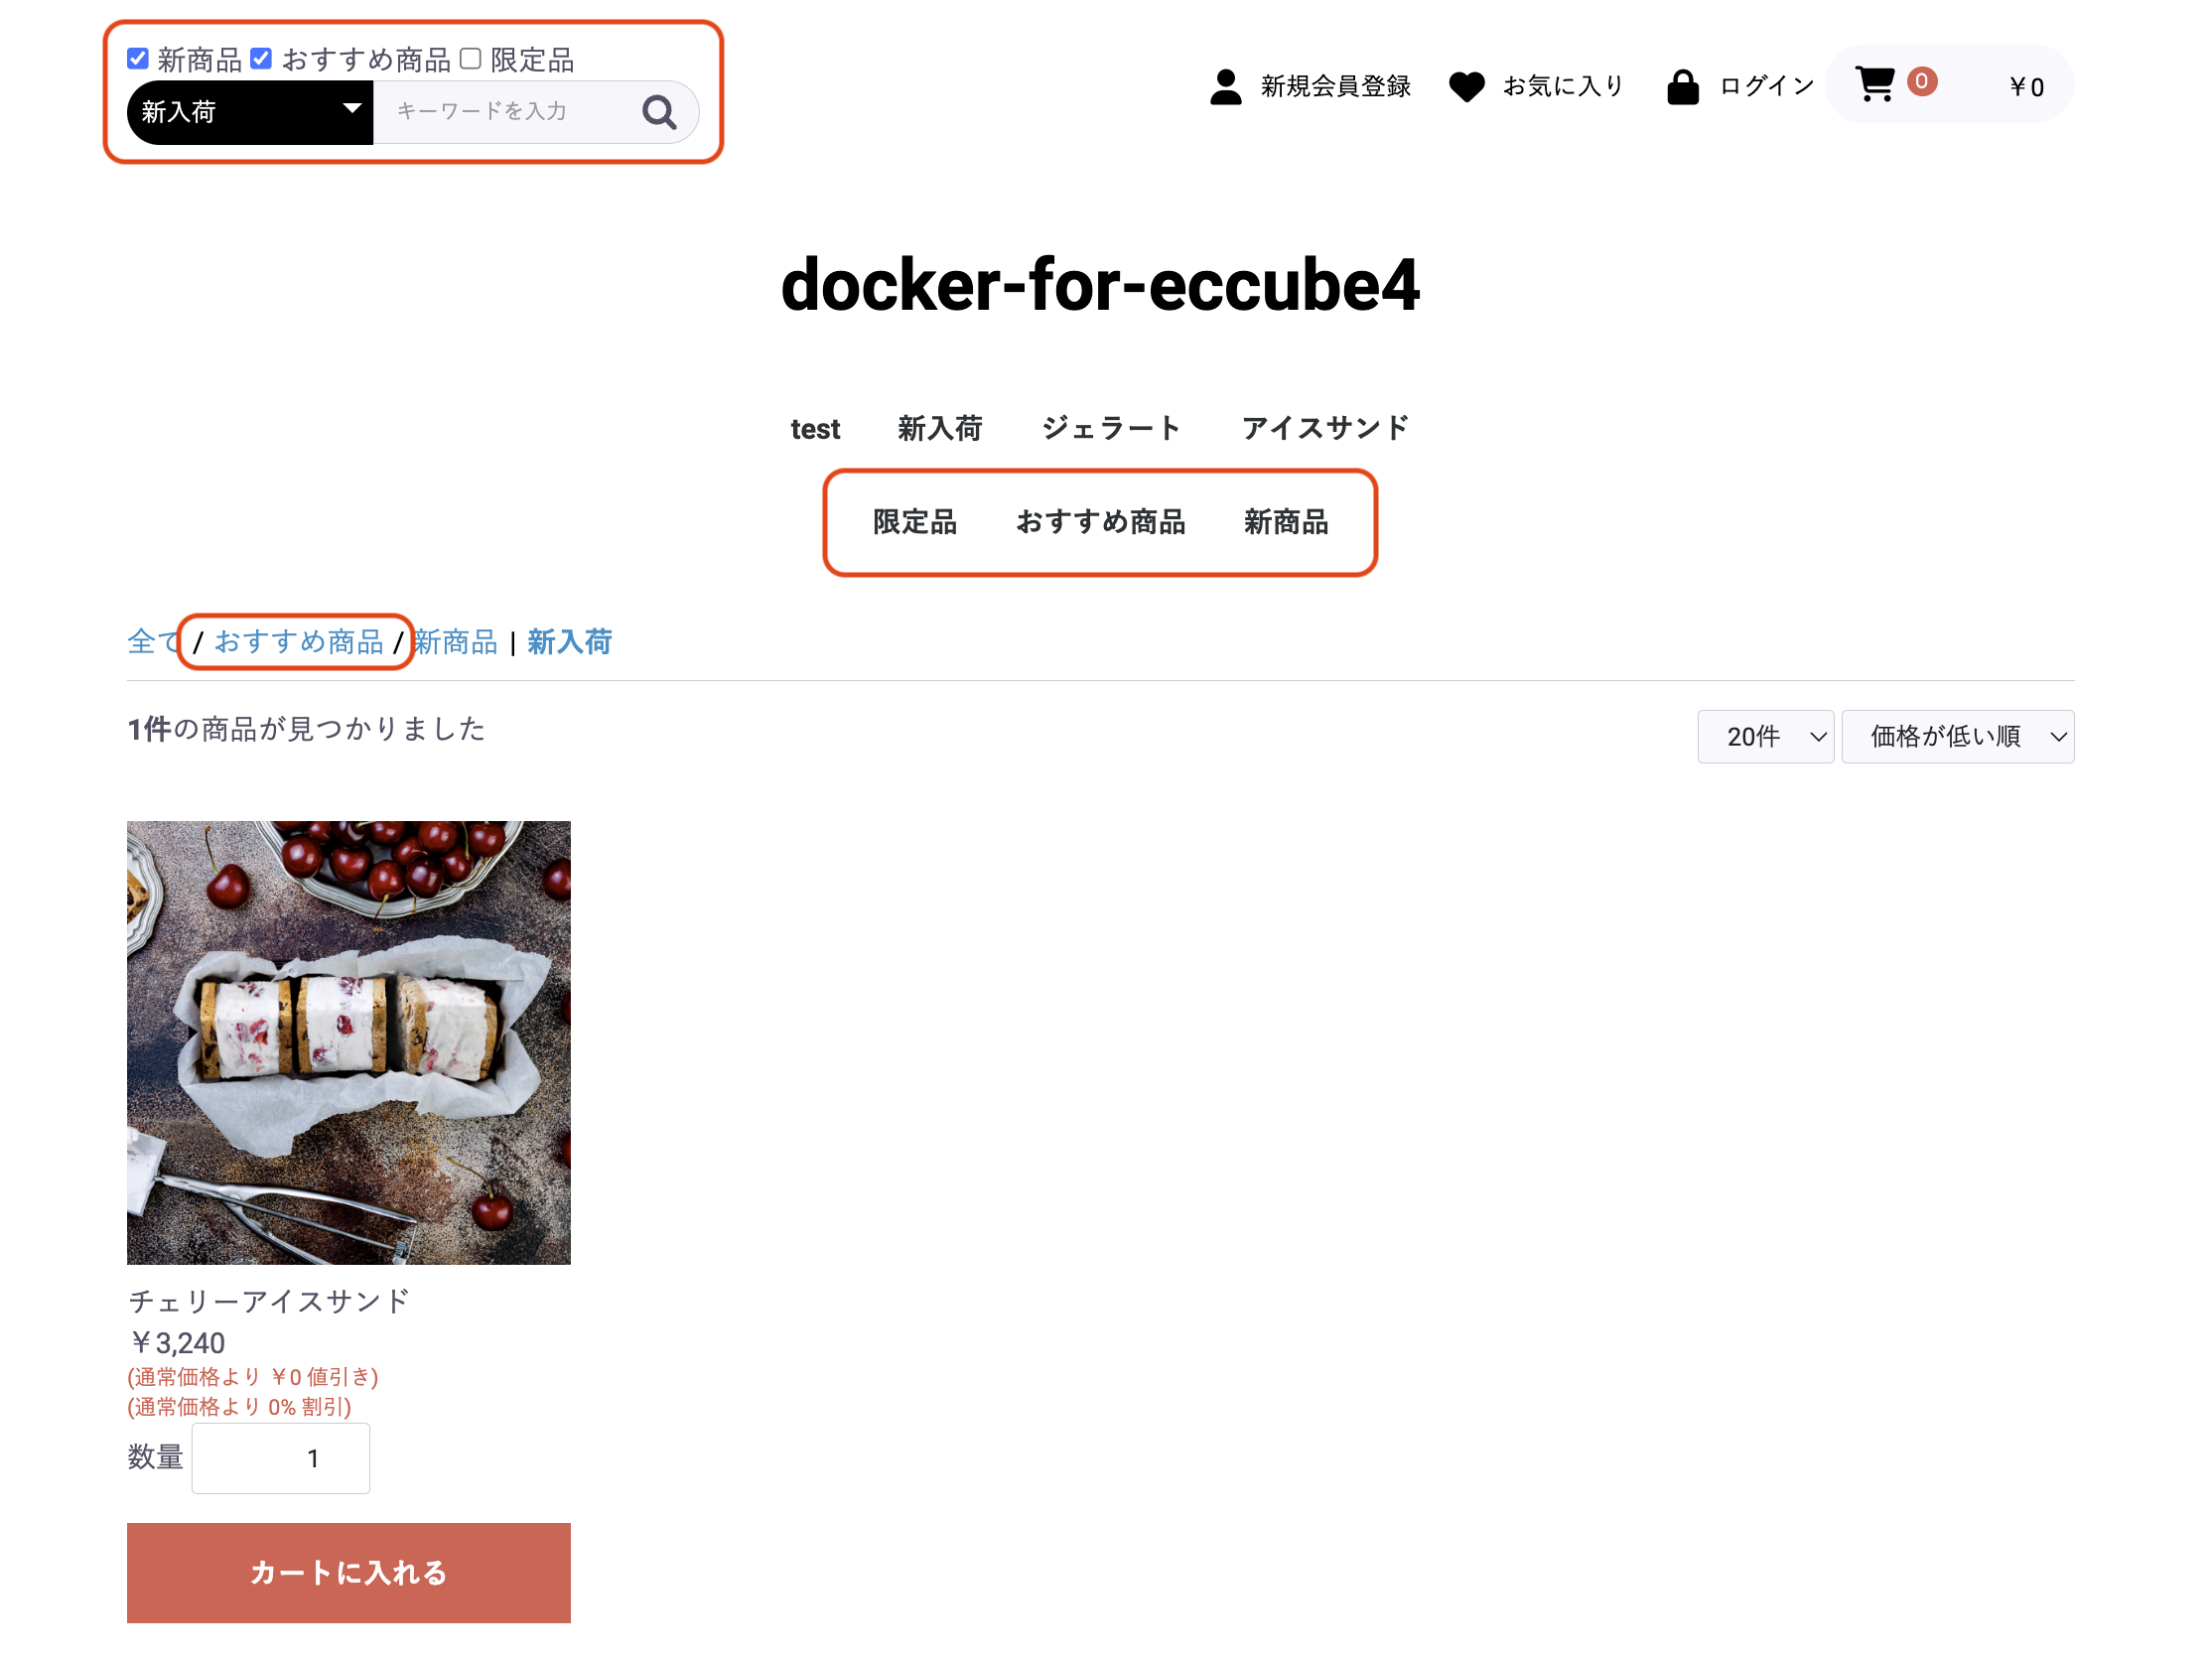 新商品 おすすめ商品 限定品
新入荷 キーワードを入力
新規会員登録 お気に入り ログイン 0 ￥0
docker-for-eccube4
test 新入荷 ジェラート アイスサンド
限定品 おすすめ商品 新商品
全て / おすすめ商品 / 新商品 | 新入荷
1件の商品が見つかりました
20件 価格が低い順
チェリーアイスサンド
￥3,240
(通常価格より ￥0 値引き)
(通常価格より 0% 割引)
数量 1
カートに入れる